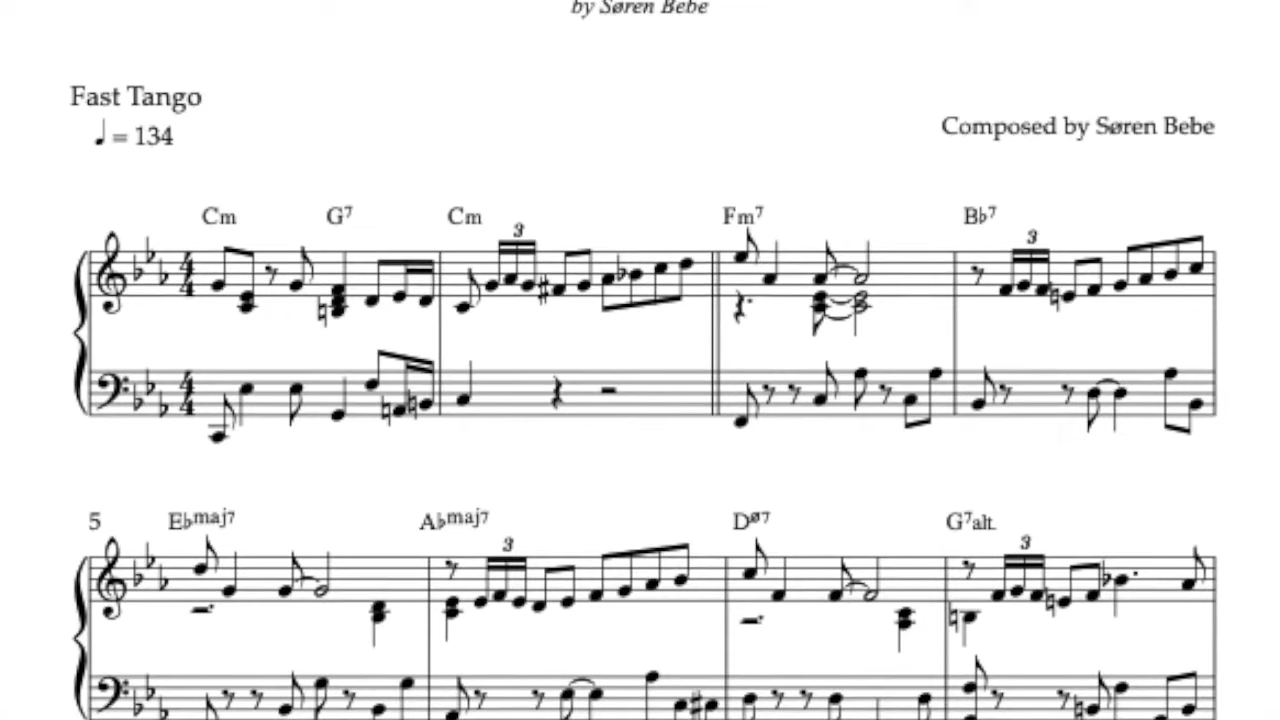 by Søren Bebe
Fast Tango
♩ = 134
Composed by Søren Bebe
Cm G7 Cm Fm7 Bb7
3 3
4 4
4 4
5 E♭maj7 A♭maj7 Dø7 G7alt.
3 3